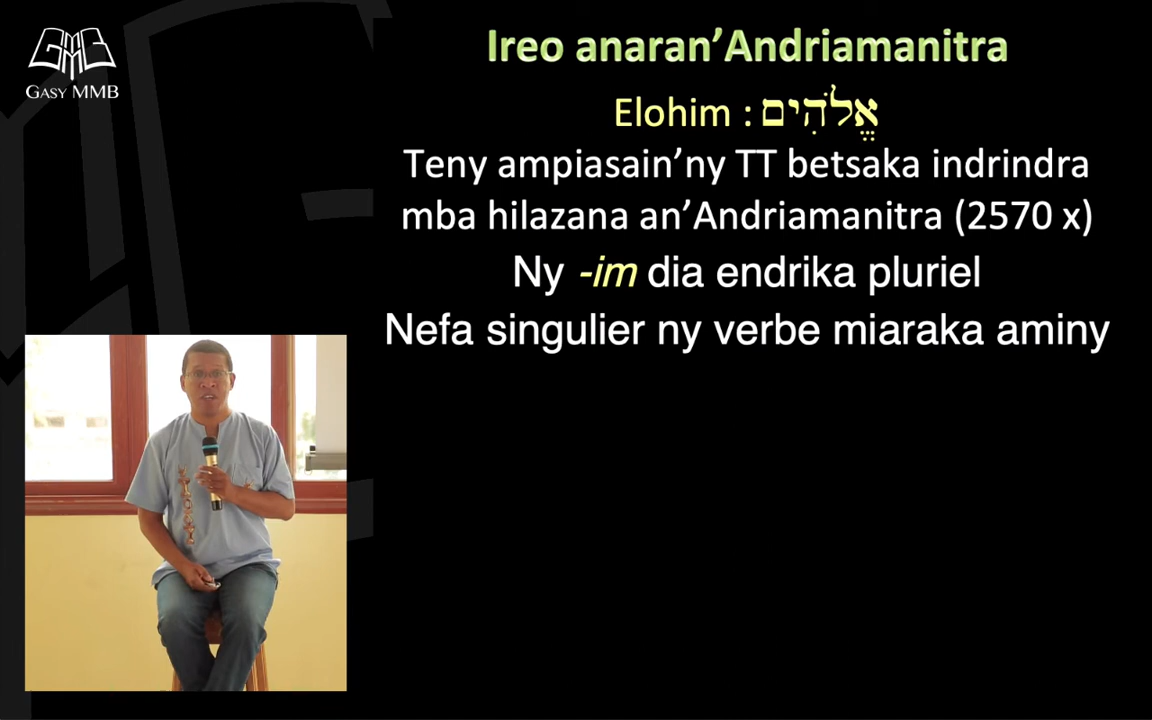 GMMB
GASY MMB
Ireo anaran’Andriamanitra
Elohim : אֱלֹהִים
Teny ampiasain’ny TT betsaka indrindra
mba hilazana an’Andriamanitra (2570 x)
Ny -im dia endrika pluriel
Nefa singulier ny verbe miaraka aminy